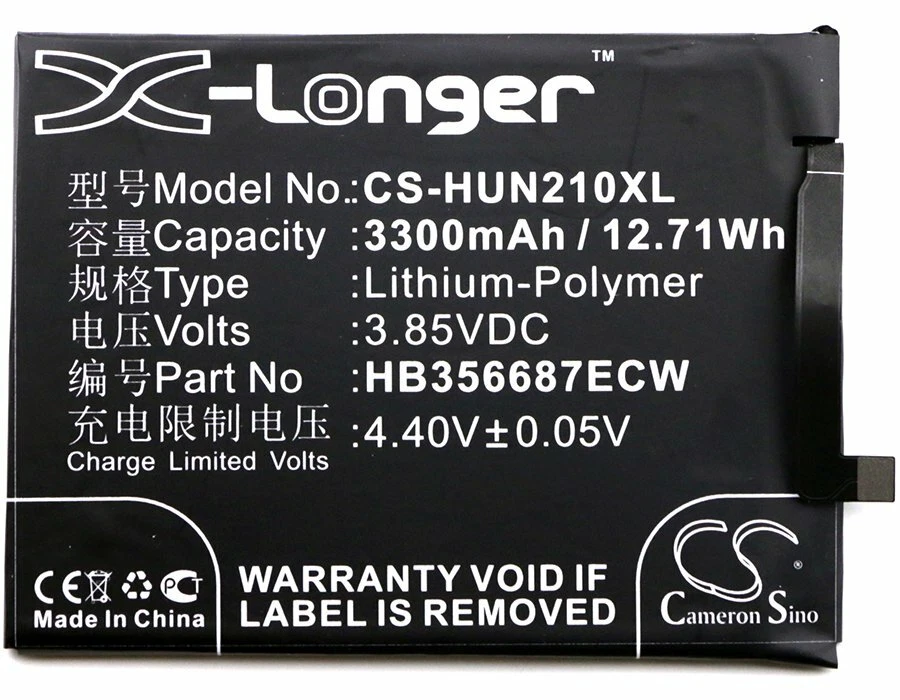 X-Longer™
型号Model No.:CS-HUN210XL
容量Capacity :3300mAh / 12.71Wh
规格Type :Lithium-Polymer
电压Volts :3.85VDC
编号Part No :HB356687ECW
充电限制电压 :4.40V±0.05V
Charge Limited Volts
CE PCT
Made In China
WARRANTY VOID IF
LABEL IS REMOVED
CS®
Cameron Sino